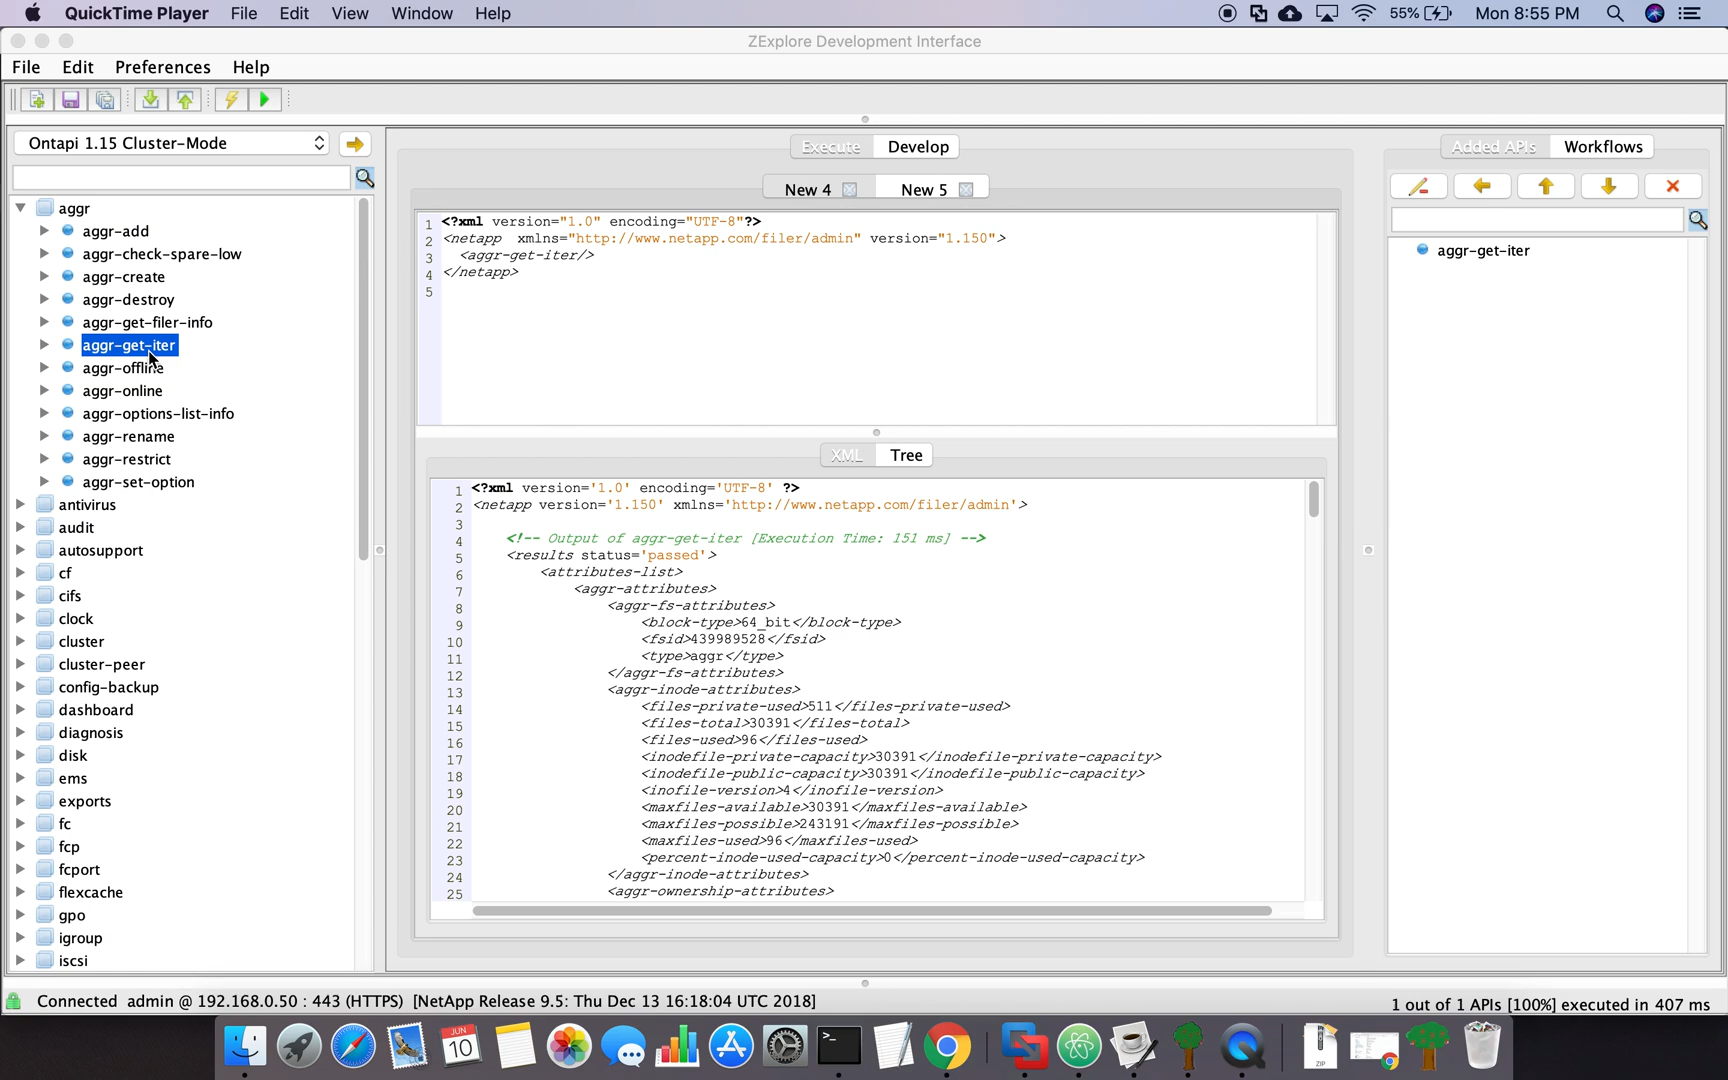 QuickTime Player File Edit View Window Help 55% Mon 8:55 PM
ZExplore Development Interface
File Edit Preferences Help
Ontapi 1.15 Cluster-Mode
aggr
aggr-add
aggr-check-spare-low
aggr-create
aggr-destroy
aggr-get-filer-info
aggr-get-iter
aggr-offline
aggr-online
aggr-options-list-info
aggr-rename
aggr-restrict
aggr-set-option
antivirus
audit
autosupport
cf
cifs
clock
cluster
cluster-peer
config-backup
dashboard
diagnosis
disk
ems
exports
fc
fcp
fcport
flexcache
gpo
igroup
iscsi
Execute Develop
New 4 New 5
1 <?xml version="1.0" encoding="UTF-8"?>
2 <netapp xmlns="http://www.netapp.com/filer/admin" version="1.150">
3 <aggr-get-iter/>
4 </netapp>
5
XML Tree
1 <?xml version='1.0' encoding='UTF-8' ?>
2 <netapp version='1.150' xmlns='http://www.netapp.com/filer/admin'>
3
4 <!-- Output of aggr-get-iter [Execution Time: 151 ms] -->
5 <results status='passed'>
6 <attributes-list>
7 <aggr-attributes>
8 <aggr-fs-attributes>
9 <block-type>64_bit</block-type>
10 <fsid>439989528</fsid>
11 <type>aggr</type>
12 </aggr-fs-attributes>
13 <aggr-inode-attributes>
14 <files-private-used>511</files-private-used>
15 <files-total>30391</files-total>
16 <files-used>96</files-used>
17 <inodefile-private-capacity>30391</inodefile-private-capacity>
18 <inodefile-public-capacity>30391</inodefile-public-capacity>
19 <inofile-version>4</inofile-version>
20 <maxfiles-available>30391</maxfiles-available>
21 <maxfiles-possible>243191</maxfiles-possible>
22 <maxfiles-used>96</maxfiles-used>
23 <percent-inode-used-capacity>0</percent-inode-used-capacity>
24 </aggr-inode-attributes>
25 <aggr-ownership-attributes>
Added APIs Workflows
aggr-get-iter
Connected admin @ 192.168.0.50 : 443 (HTTPS) [NetApp Release 9.5: Thu Dec 13 16:18:04 UTC 2018]
1 out of 1 APIs [100%] executed in 407 ms
JUN
10
ZIP